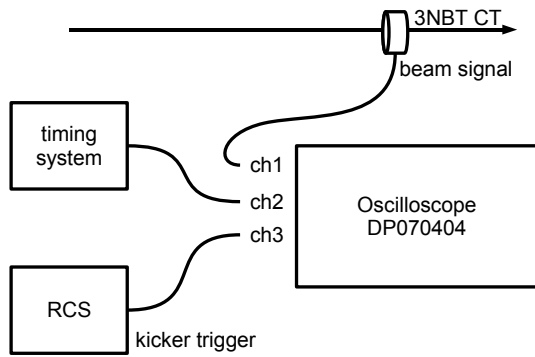 3NBT CT
beam signal
timing
system
ch1
ch2
ch3
Oscilloscope
DP070404
RCS
kicker trigger